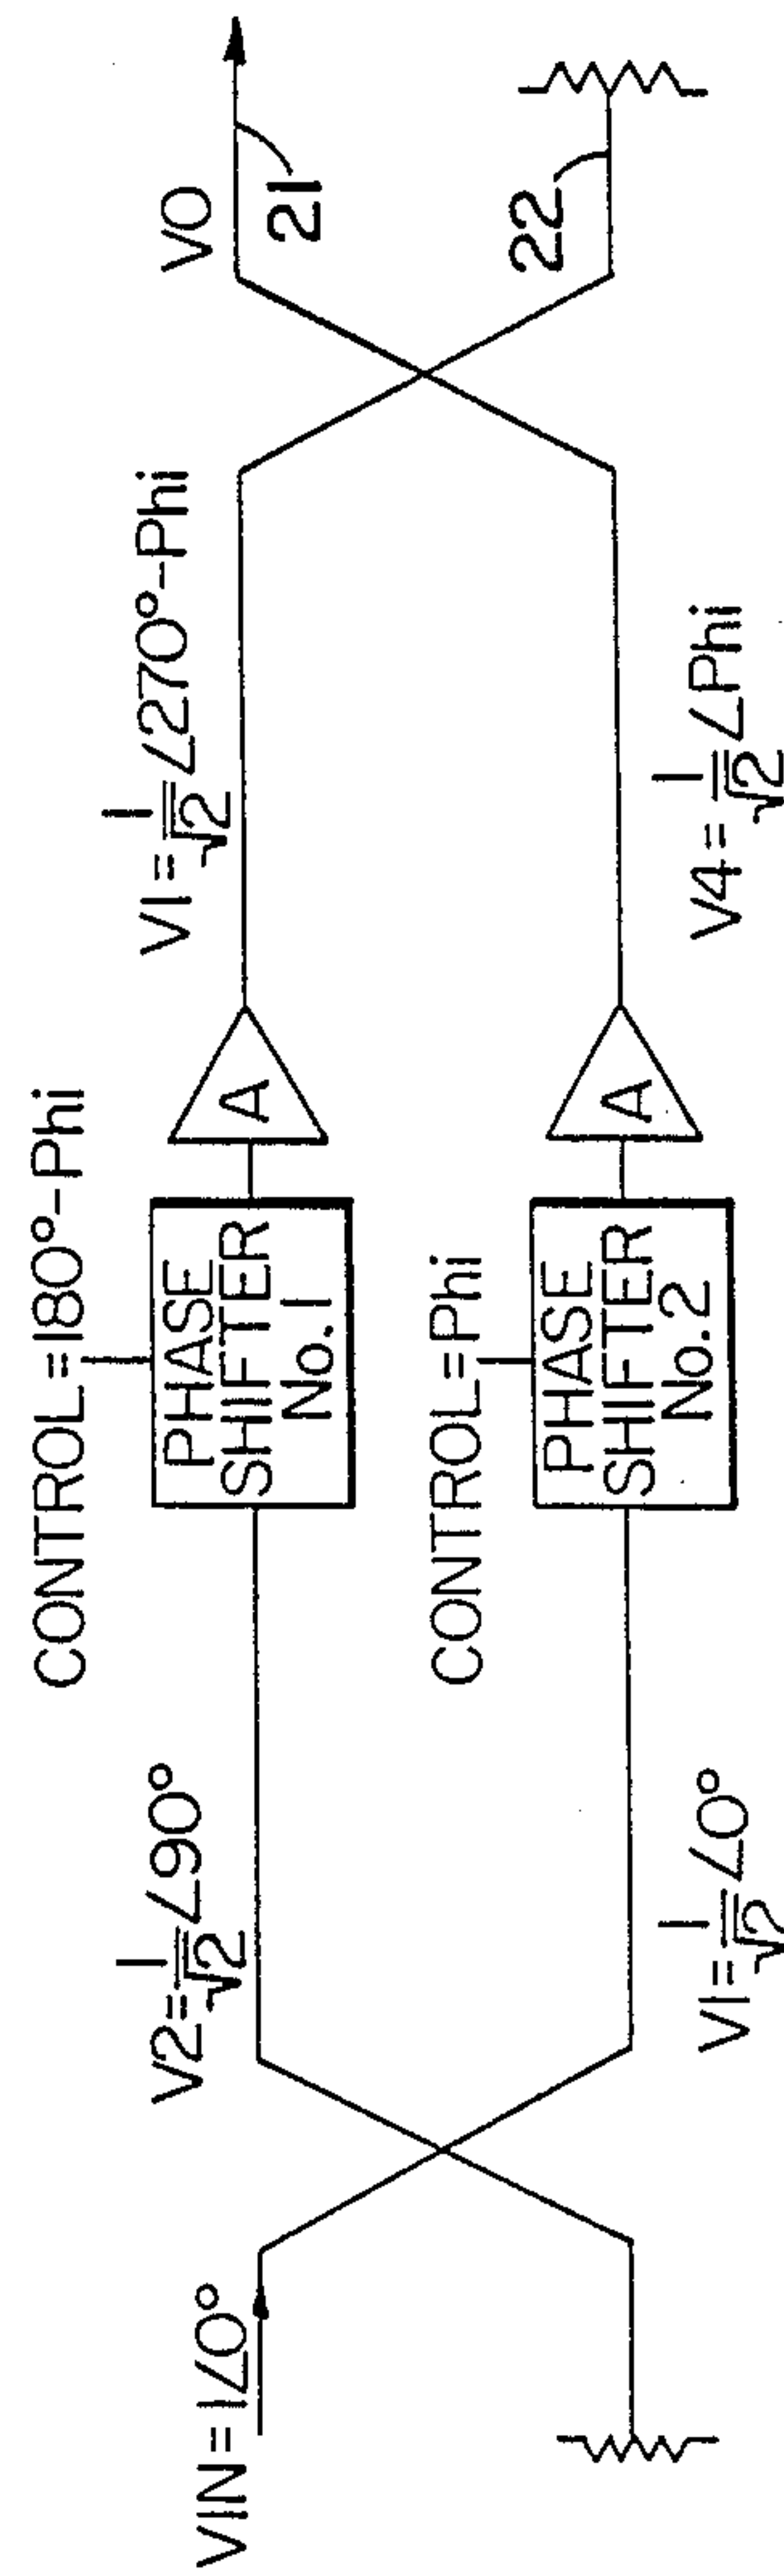 VIN = 1∠0°
V2 = 1/√2 ∠90°
V1 = 1/√2 ∠0°
CONTROL = 180° - Phi
PHASE
SHIFTER
No. 1
A
CONTROL = Phi
PHASE
SHIFTER
No. 2
A
V1 = 1/√2 ∠270° - Phi
V4 = 1/√2 ∠Phi
VO
21
22